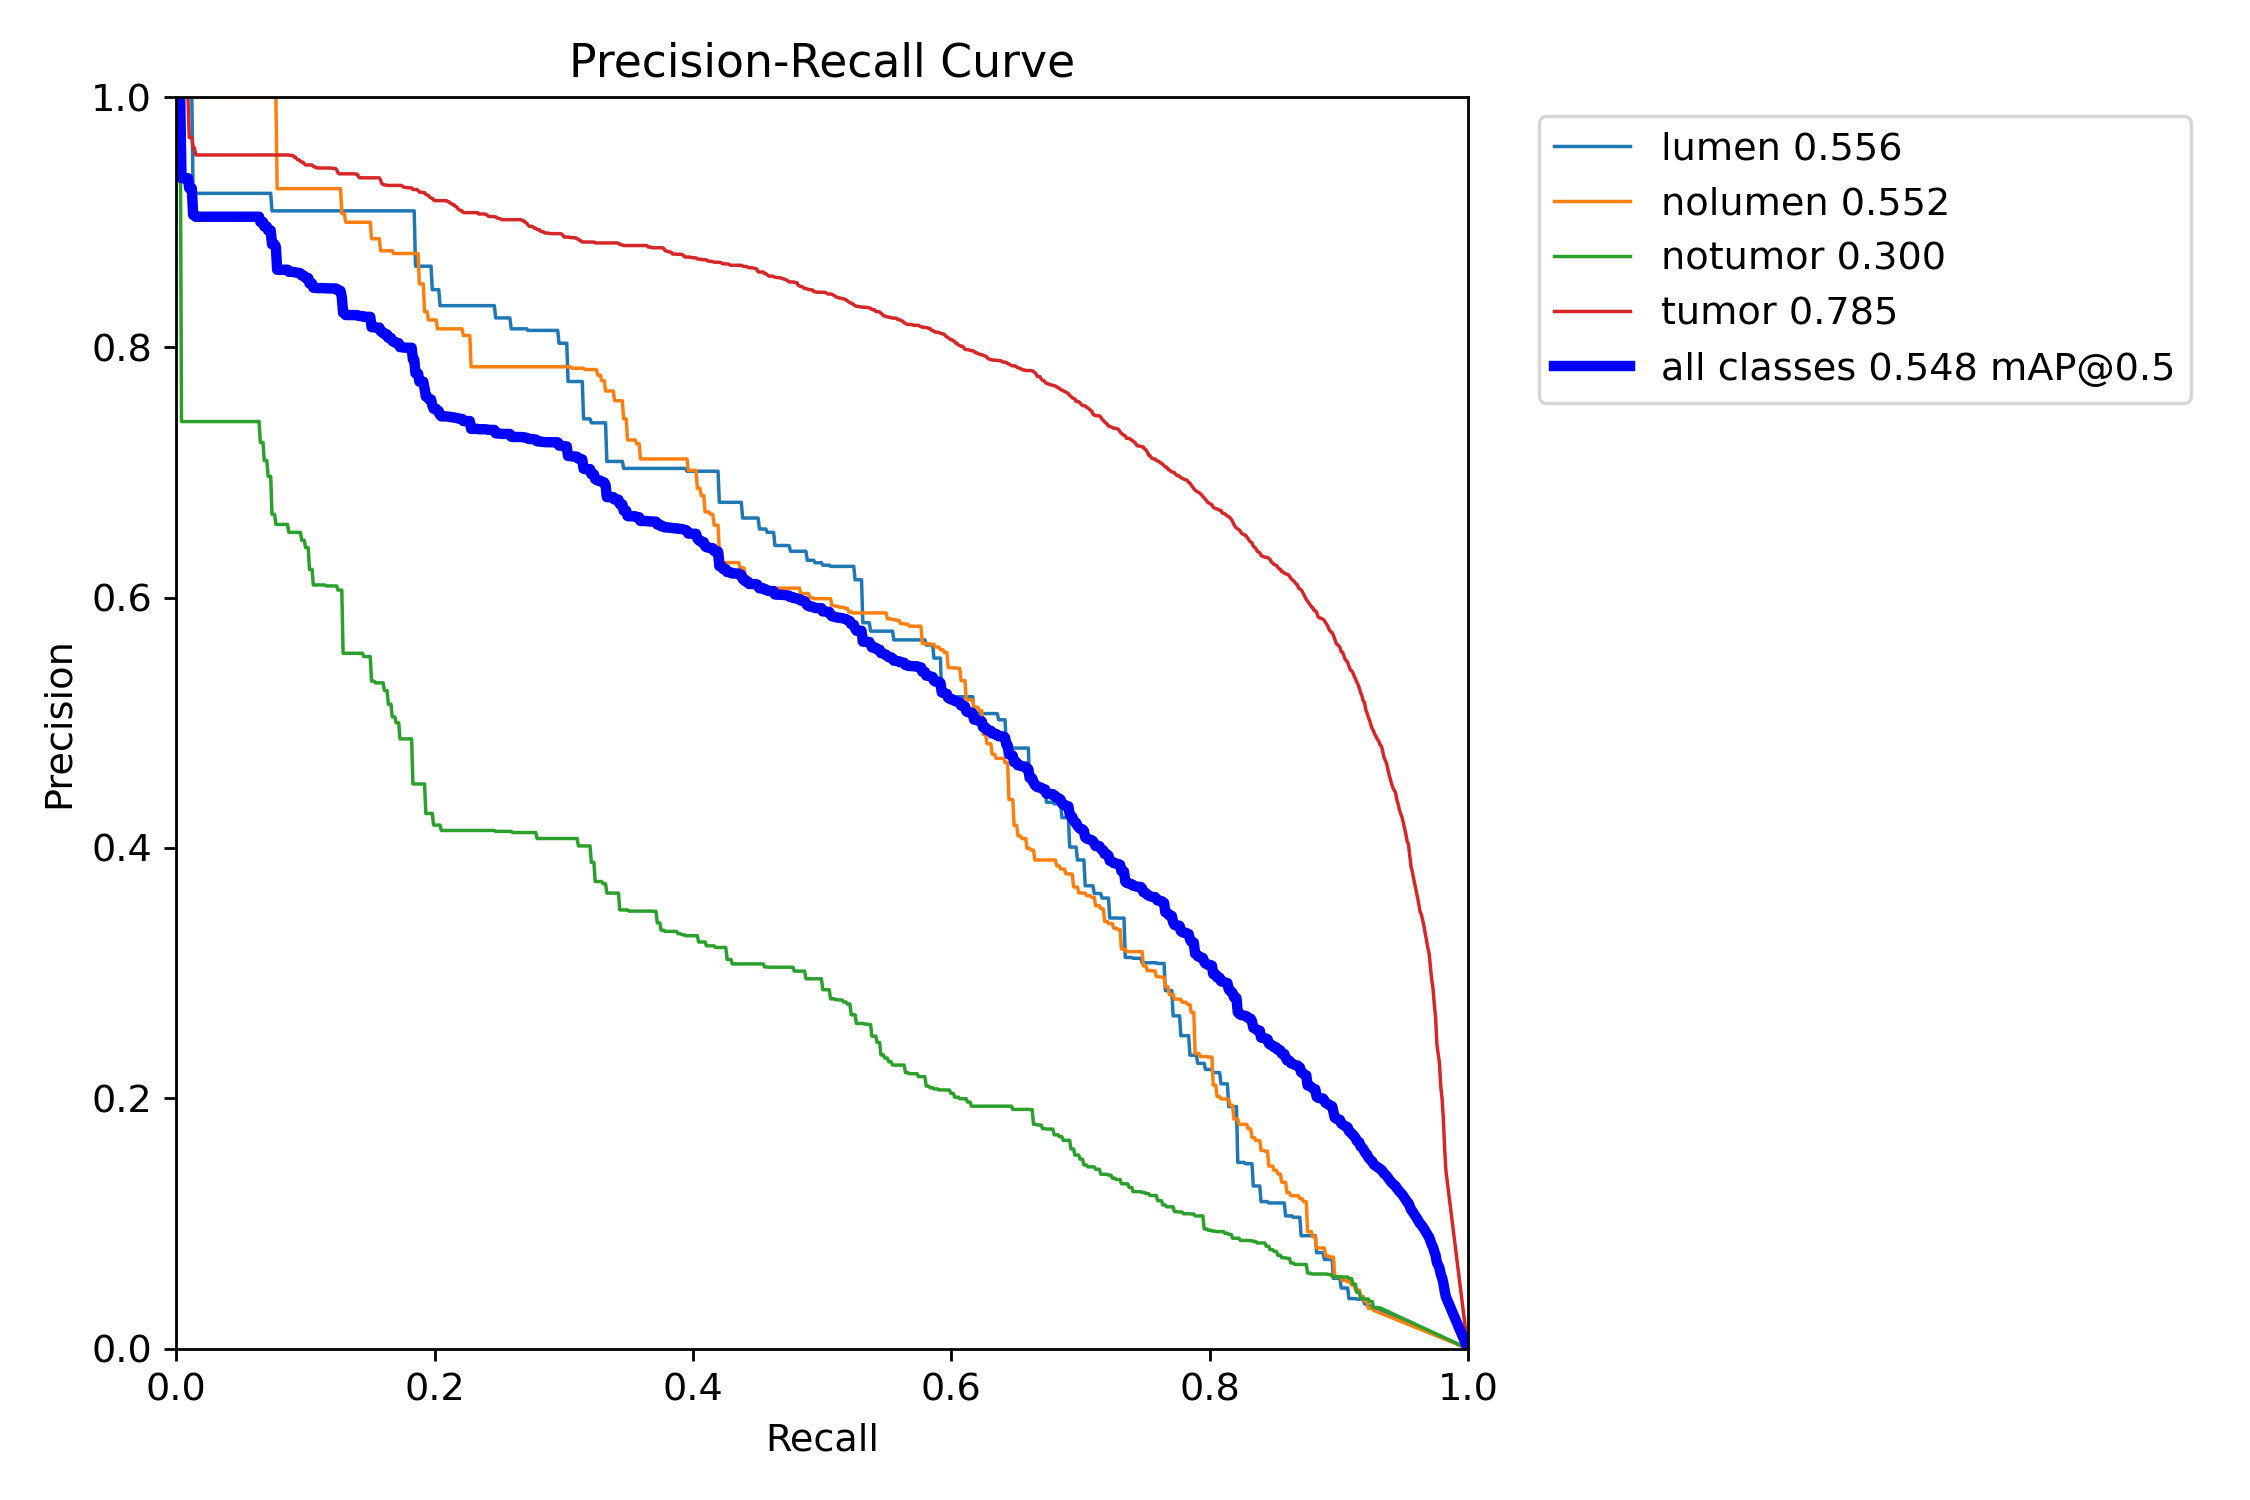 Precision-Recall Curve
1.0
0.8
0.6
0.4
0.2
0.0
Precision
0.0 0.2 0.4 0.6 0.8 1.0
Recall
lumen 0.556
nolumen 0.552
notumor 0.300
tumor 0.785
all classes 0.548 mAP@0.5